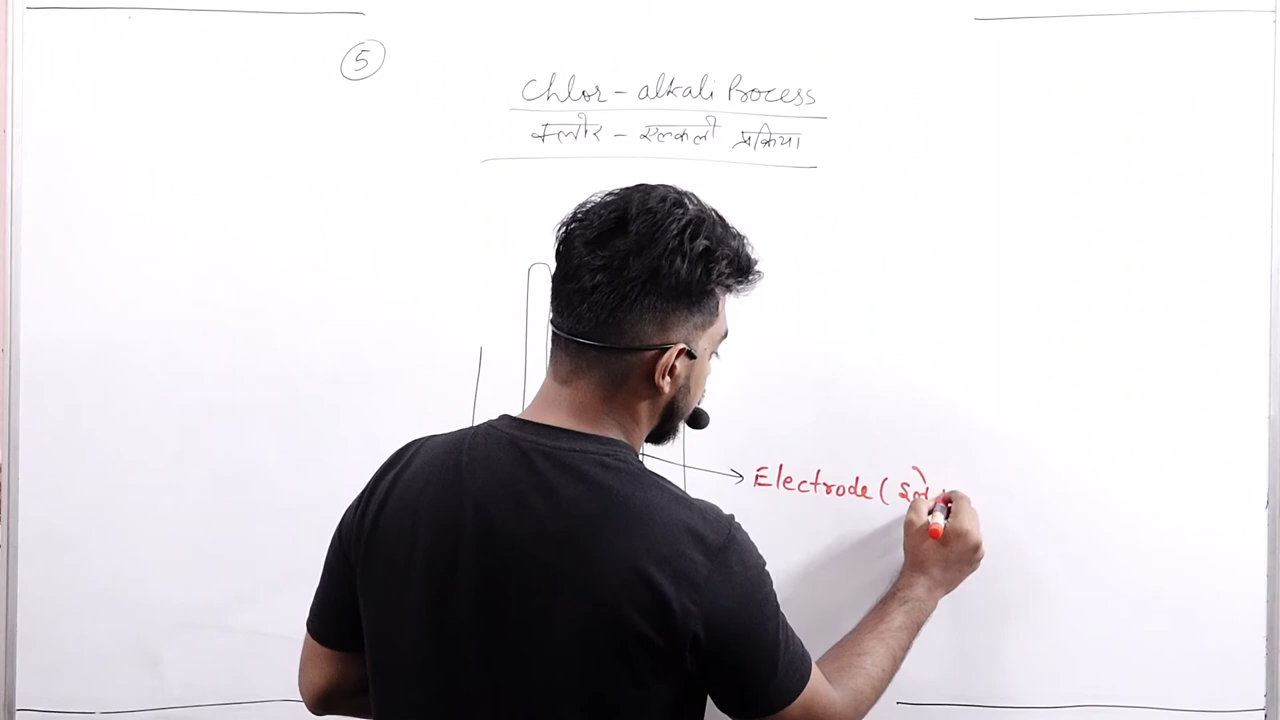 5
Chlor - alkali Process
क्लोर - एल्कली प्रक्रिया
Electrode (